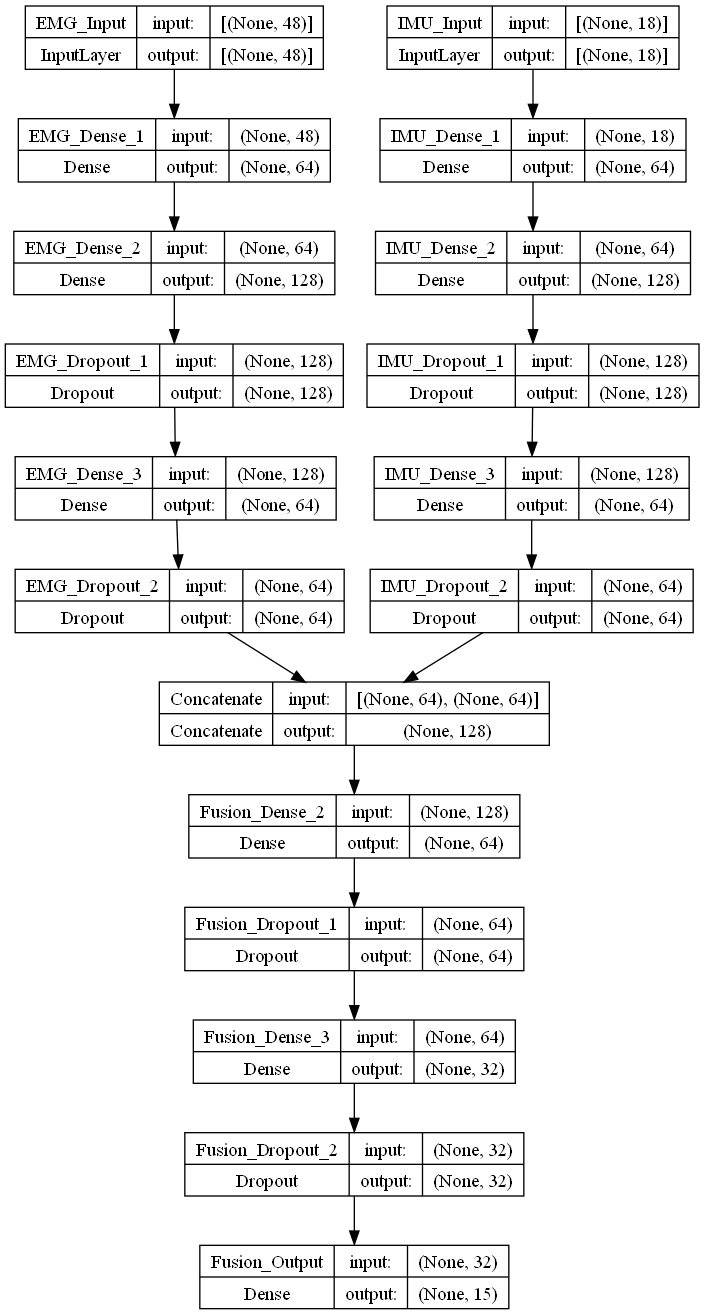 EMG_Input input: [(None, 48)]
InputLayer output: [(None, 48)]
IMU_Input input: [(None, 18)]
InputLayer output: [(None, 18)]
EMG_Dense_1 input: (None, 48)
Dense output: (None, 64)
IMU_Dense_1 input: (None, 18)
Dense output: (None, 64)
EMG_Dense_2 input: (None, 64)
Dense output: (None, 128)
IMU_Dense_2 input: (None, 64)
Dense output: (None, 128)
EMG_Dropout_1 input: (None, 128)
Dropout output: (None, 128)
IMU_Dropout_1 input: (None, 128)
Dropout output: (None, 128)
EMG_Dense_3 input: (None, 128)
Dense output: (None, 64)
IMU_Dense_3 input: (None, 128)
Dense output: (None, 64)
EMG_Dropout_2 input: (None, 64)
Dropout output: (None, 64)
IMU_Dropout_2 input: (None, 64)
Dropout output: (None, 64)
Concatenate input: [(None, 64), (None, 64)]
Concatenate output: (None, 128)
Fusion_Dense_2 input: (None, 128)
Dense output: (None, 64)
Fusion_Dropout_1 input: (None, 64)
Dropout output: (None, 64)
Fusion_Dense_3 input: (None, 64)
Dense output: (None, 32)
Fusion_Dropout_2 input: (None, 32)
Dropout output: (None, 32)
Fusion_Output input: (None, 32)
Dense output: (None, 15)